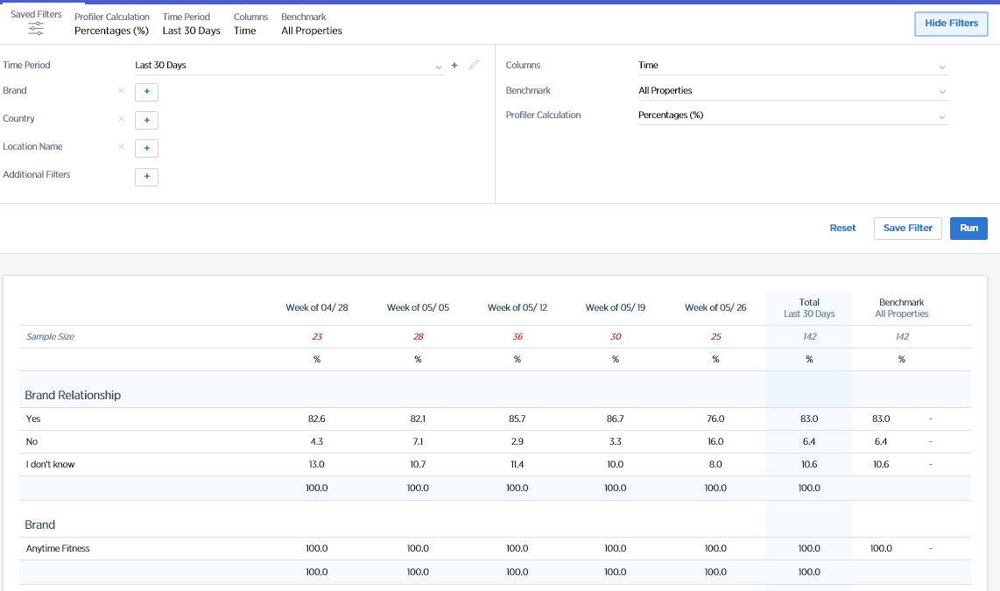 Saved Filters
Profiler Calculation Time Period Columns Benchmark
Percentages (%) Last 30 Days Time All Properties
Hide Filters
Time Period Last 30 Days +
Brand × +
Country × +
Location Name × +
Additional Filters +
Columns Time
Benchmark All Properties
Profiler Calculation Percentages (%)
Reset Save Filter Run
Week of 04/ 28 Week of 05/ 05 Week of 05/ 12 Week of 05/ 19 Week of 05/ 26 Total Benchmark
Last 30 Days All Properties
Sample Size 23 28 36 30 25 142 142
% % % % % % %
Brand Relationship
Yes 82.6 82.1 85.7 86.7 76.0 83.0 83.0 -
No 4.3 7.1 2.9 3.3 16.0 6.4 6.4 -
I don't know 13.0 10.7 11.4 10.0 8.0 10.6 10.6 -
100.0 100.0 100.0 100.0 100.0 100.0
Brand
Anytime Fitness 100.0 100.0 100.0 100.0 100.0 100.0 100.0 -
100.0 100.0 100.0 100.0 100.0 100.0